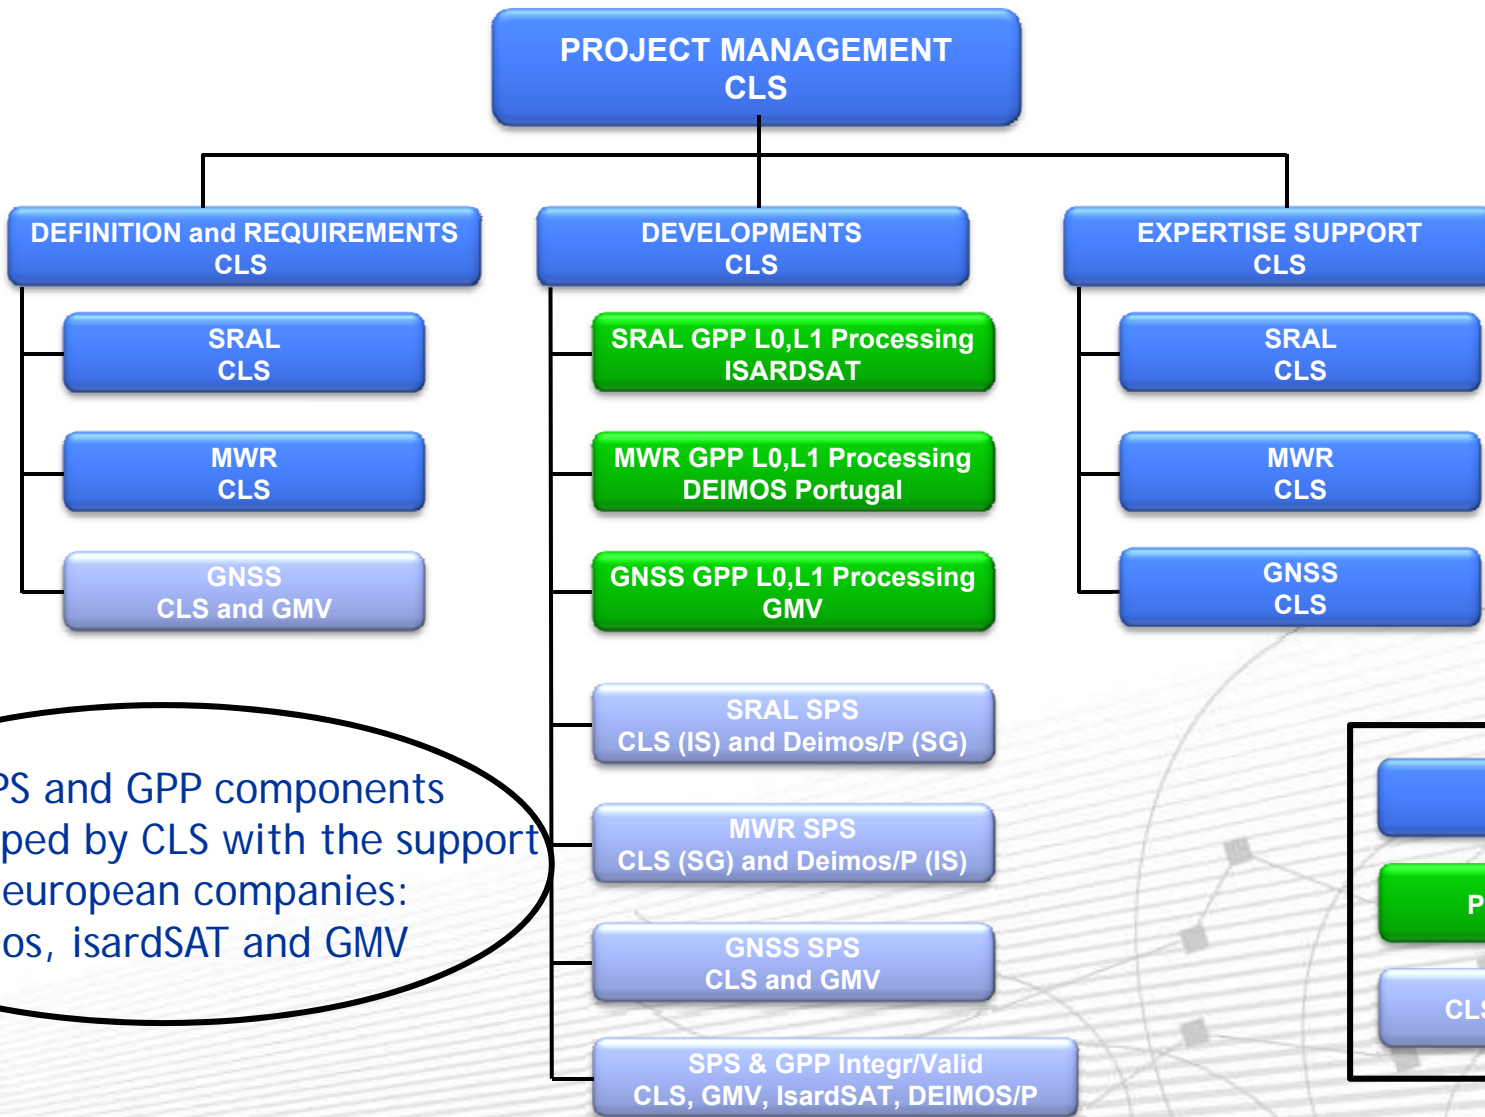 PROJECT MANAGEMENT
CLS
DEFINITION and REQUIREMENTS
CLS
SRAL
CLS
MWR
CLS
GNSS
CLS and GMV
DEVELOPMENTS
CLS
SRAL GPP L0,L1 Processing
ISARDSAT
MWR GPP L0,L1 Processing
DEIMOS Portugal
GNSS GPP L0,L1 Processing
GMV
SRAL SPS
CLS (IS) and Deimos/P (SG)
MWR SPS
CLS (SG) and Deimos/P (IS)
GNSS SPS
CLS and GMV
SPS & GPP Integr/Valid
CLS, GMV, IsardSAT, DEIMOS/P
EXPERTISE SUPPORT
CLS
SRAL
CLS
MWR
CLS
GNSS
CLS
PS and GPP components
ped by CLS with the support
european companies:
os, isardSAT and GMV
P
CLS